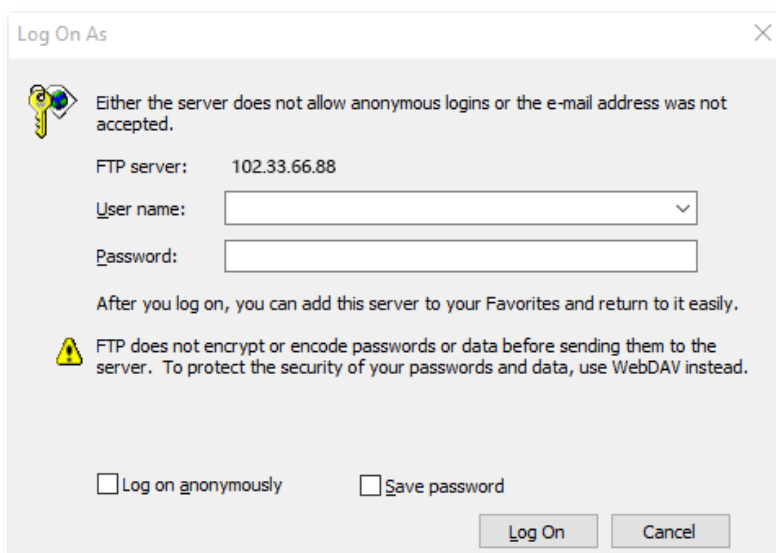 Log On As
Either the server does not allow anonymous logins or the e-mail address was not
accepted.
FTP server: 102.33.66.88
User name:
Password:
After you log on, you can add this server to your Favorites and return to it easily.
FTP does not encrypt or encode passwords or data before sending them to the
server. To protect the security of your passwords and data, use WebDAV instead.
Log on anonymously Save password
Log On Cancel